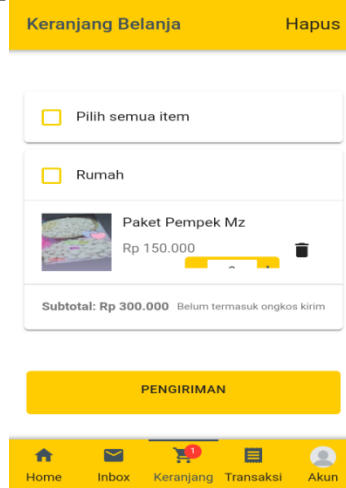 Keranjang Belanja Hapus
Pilih semua item
Rumah
Paket Pempek Mz
Rp 150.000
Subtotal: Rp 300.000 Belum termasuk ongkos kirim
PENGIRIMAN
1
Home Inbox Keranjang Transaksi Akun